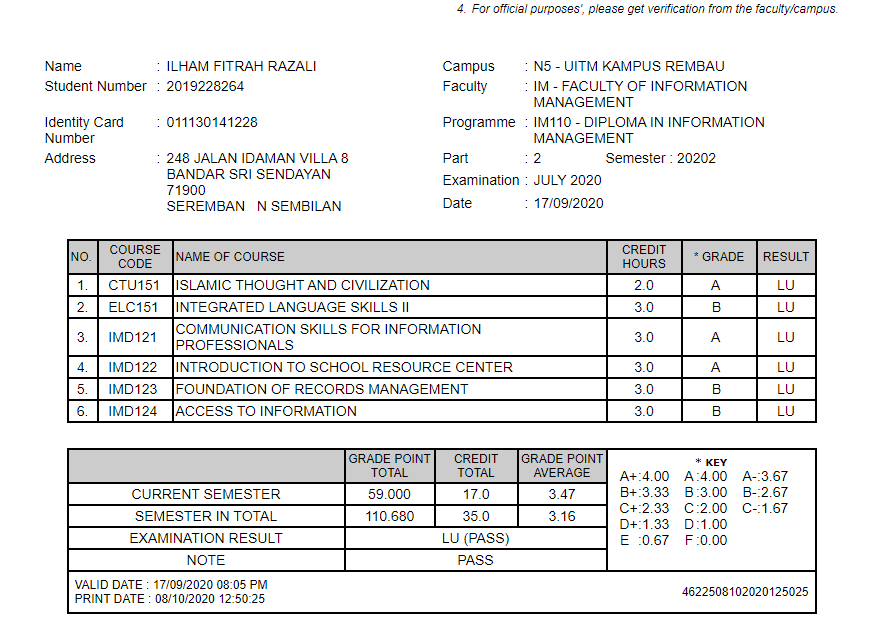 4. For official purposes', please get verification from the faculty/campus.
Name : ILHAM FITRAH RAZALI
Campus : N5 - UITM KAMPUS REMBAU
Student Number : 2019228264
Faculty : IM - FACULTY OF INFORMATION
MANAGEMENT
Identity Card : 011130141228
Number
Programme : IM110 - DIPLOMA IN INFORMATION
MANAGEMENT
Address : 248 JALAN IDAMAN VILLA 8
BANDAR SRI SENDAYAN
71900
SEREMBAN N SEMBILAN
Part : 2 Semester : 20202
Examination : JULY 2020
Date : 17/09/2020
NO. COURSE CODE NAME OF COURSE CREDIT HOURS * GRADE RESULT
1. CTU151 ISLAMIC THOUGHT AND CIVILIZATION 2.0 A LU
2. ELC151 INTEGRATED LANGUAGE SKILLS II 3.0 B LU
3. IMD121 COMMUNICATION SKILLS FOR INFORMATION PROFESSIONALS 3.0 A LU
4. IMD122 INTRODUCTION TO SCHOOL RESOURCE CENTER 3.0 A LU
5. IMD123 FOUNDATION OF RECORDS MANAGEMENT 3.0 B LU
6. IMD124 ACCESS TO INFORMATION 3.0 B LU
GRADE POINT TOTAL CREDIT TOTAL GRADE POINT AVERAGE
CURRENT SEMESTER 59.000 17.0 3.47
SEMESTER IN TOTAL 110.680 35.0 3.16
EXAMINATION RESULT LU (PASS)
NOTE PASS
* KEY
A+:4.00 A:4.00 A-:3.67
B+:3.33 B:3.00 B-:2.67
C+:2.33 C:2.00 C-:1.67
D+:1.33 D:1.00
E :0.67 F:0.00
VALID DATE : 17/09/2020 08:05 PM
PRINT DATE : 08/10/2020 12:50:25
4622508102020125025